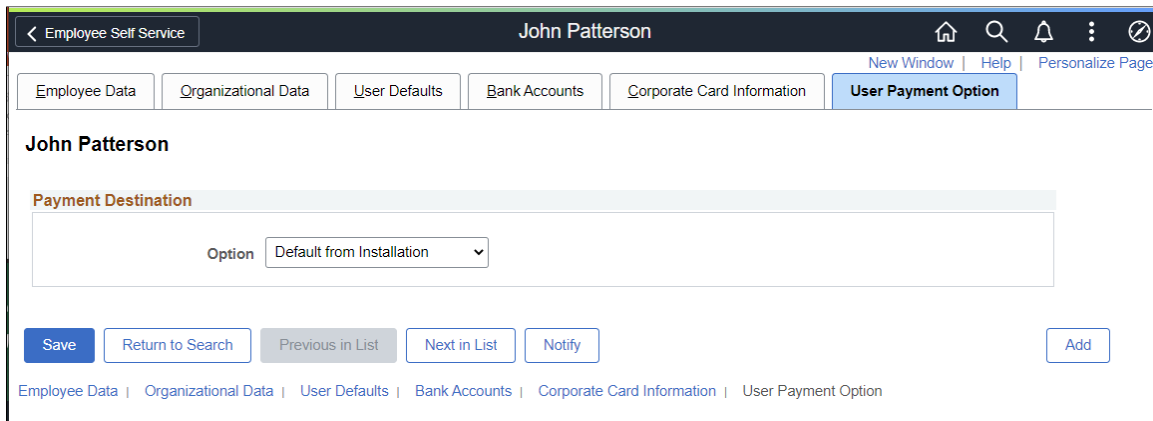 Employee Self Service
John Patterson
New Window | Help | Personalize Page
Employee Data
Organizational Data
User Defaults
Bank Accounts
Corporate Card Information
User Payment Option
John Patterson
Payment Destination
Option Default from Installation
Save
Return to Search
Previous in List
Next in List
Notify
Add
Employee Data | Organizational Data | User Defaults | Bank Accounts | Corporate Card Information | User Payment Option